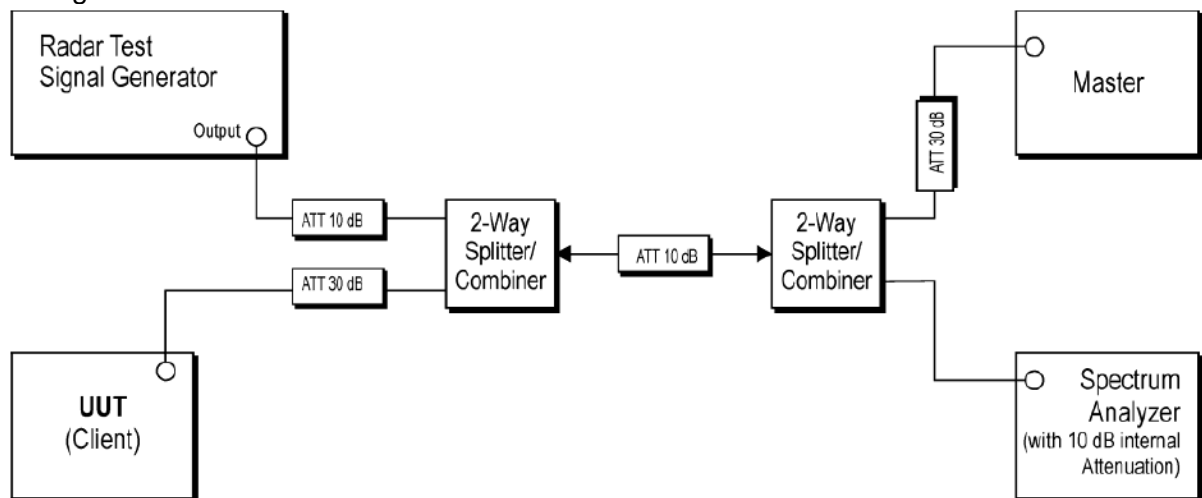 Radar Test
Signal Generator
Output
ATT 10 dB
ATT 30 dB
UUT
(Client)
2-Way
Splitter/
Combiner
ATT 10 dB
2-Way
Splitter/
Combiner
ATT 30 dB
Master
Spectrum
Analyzer
(with 10 dB internal
Attenuation)